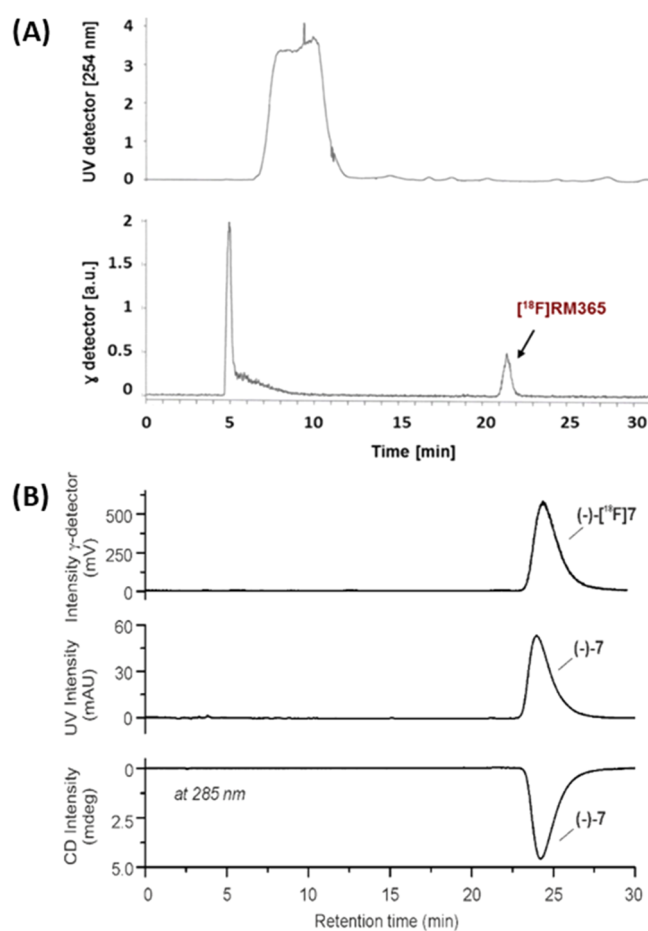 (A)
UV detector [254 nm]
4
3
2
1
0
ɣ detector [a.u.]
2
1.5
1
0.5
0
[¹⁸F]RM365
0 5 10 15 20 25 30
Time [min]
(B)
Intensity γ-detector
(mV)
500
250
0
(-)-[¹⁸F]7
UV Intensity
(mAU)
60
30
0
(-)-7
CD Intensity
(mdeg)
0
2.5
5.0
at 285 nm
(-)-7
0 5 10 15 20 25 30
Retention time (min)